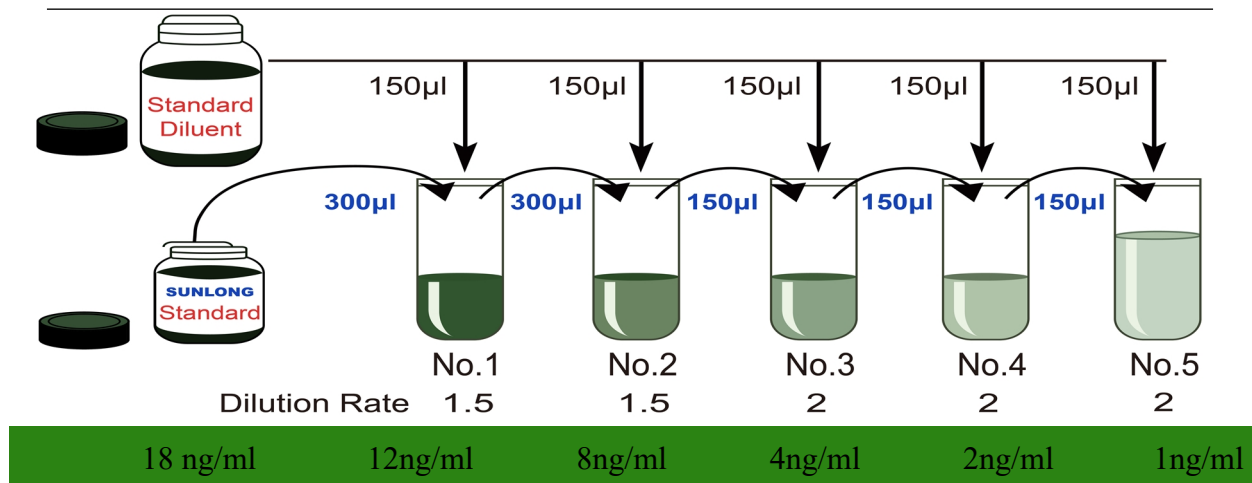 150µl 150µl 150µl 150µl 150µl
Standard
Diluent
300µl 300µl 150µl 150µl 150µl
SUNLONG
Standard
No.1 No.2 No.3 No.4 No.5
Dilution Rate 1.5 1.5 2 2 2
18 ng/ml 12ng/ml 8ng/ml 4ng/ml 2ng/ml 1ng/ml